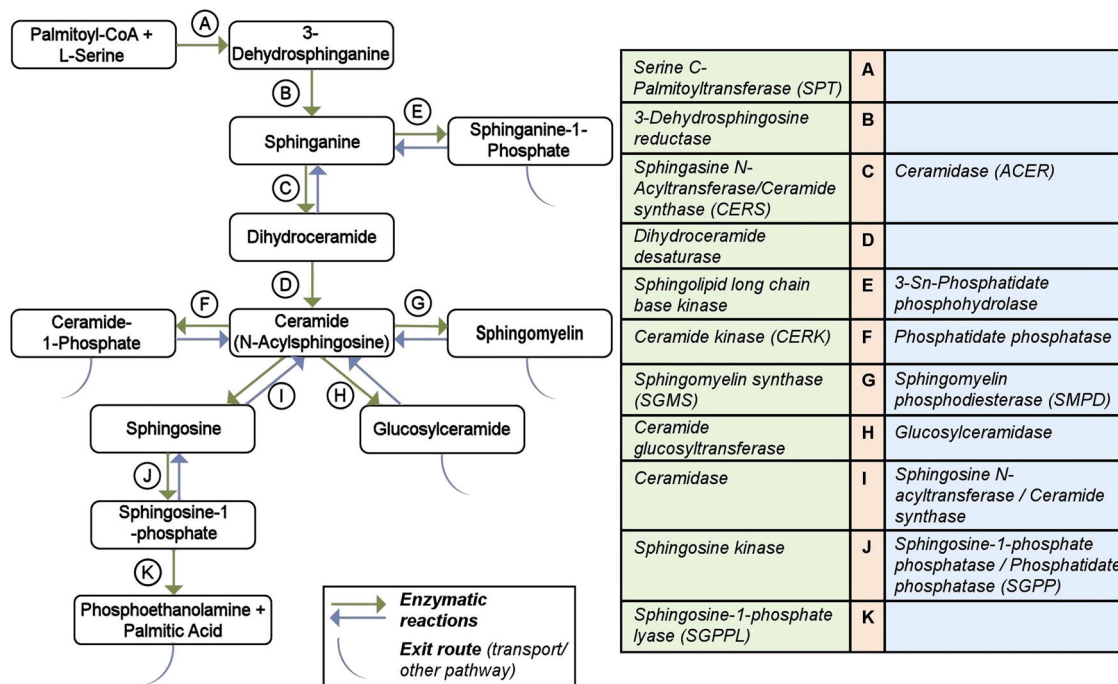 Palmitoyl-CoA +
L-Serine
A
3-
Dehydrosphinganine
B
Sphinganine
E
Sphinganine-1-
Phosphate
C
Dihydroceramide
D
F
G
Ceramide-
1-Phosphate
Ceramide
(N-Acylsphingosine)
Sphingomyelin
I
H
Sphingosine
Glucosylceramide
J
Sphingosine-1
-phosphate
K
Phosphoethanolamine +
Palmitic Acid
Enzymatic
reactions
Exit route (transport/
other pathway)
Serine C-
Palmitoyltransferase (SPT)
A
3-Dehydrosphingosine
reductase
B
Sphingasine N-
Acyltransferase/Ceramide
synthase (CERS)
C
Ceramidase (ACER)
Dihydroceramide
desaturase
D
Sphingolipid long chain
base kinase
E
3-Sn-Phosphatidate
phosphohydrolase
Ceramide kinase (CERK)
F
Phosphatidate phosphatase
Sphingomyelin synthase
(SGMS)
G
Sphingomyelin
phosphodiesterase (SMPD)
Ceramide
glucosyltransferase
H
Glucosylceramidase
Ceramidase
I
Sphingosine N-
acyltransferase / Ceramide
synthase
Sphingosine kinase
J
Sphingosine-1-phosphate
phosphatase / Phosphatidate
phosphatase (SGPP)
Sphingosine-1-phosphate
lyase (SGPPL)
K